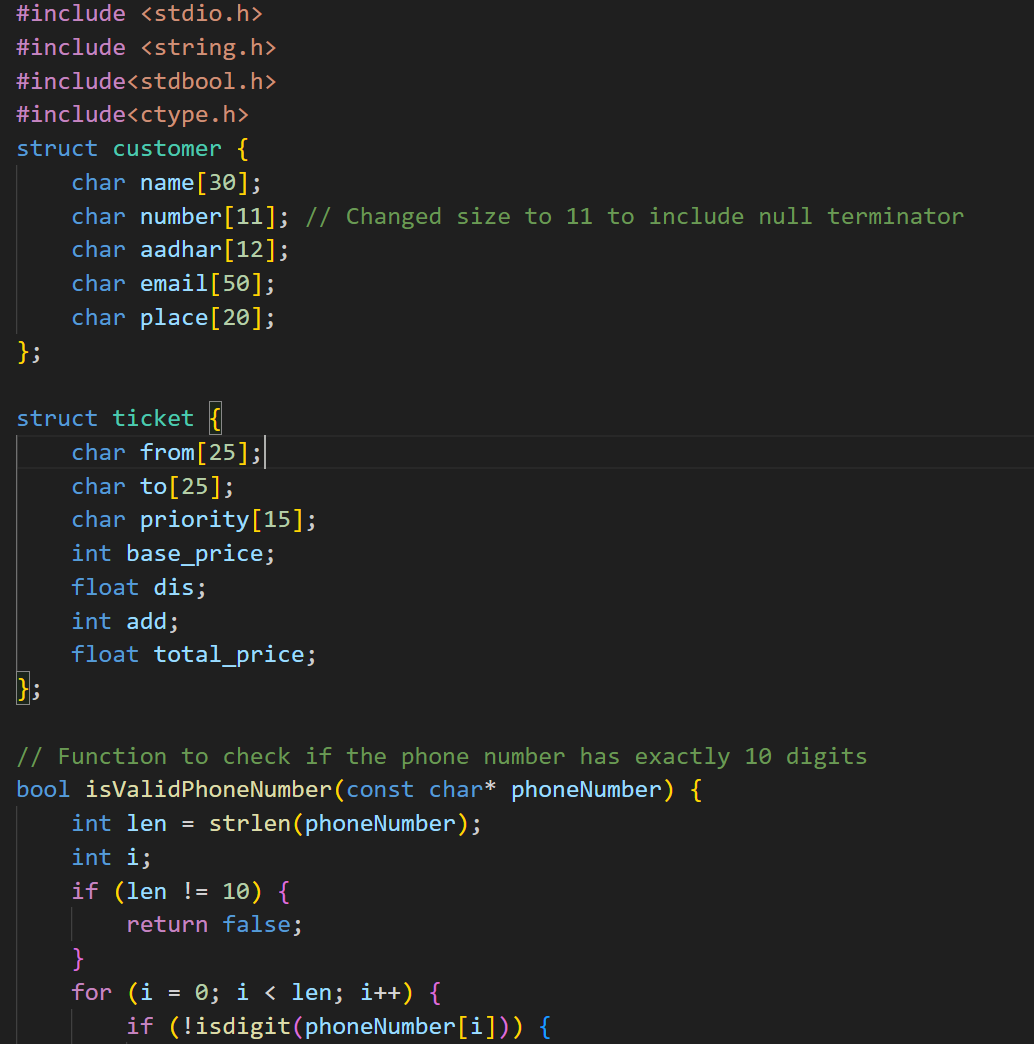 #include <stdio.h>
#include <string.h>
#include<stdbool.h>
#include<ctype.h>
struct customer {
    char name[30];
    char number[11]; // Changed size to 11 to include null terminator
    char aadhar[12];
    char email[50];
    char place[20];
};

struct ticket {
    char from[25];
    char to[25];
    char priority[15];
    int base_price;
    float dis;
    int add;
    float total_price;
};

// Function to check if the phone number has exactly 10 digits
bool isValidPhoneNumber(const char* phoneNumber) {
    int len = strlen(phoneNumber);
    int i;
    if (len != 10) {
        return false;
    }
    for (i = 0; i < len; i++) {
        if (!isdigit(phoneNumber[i])) {